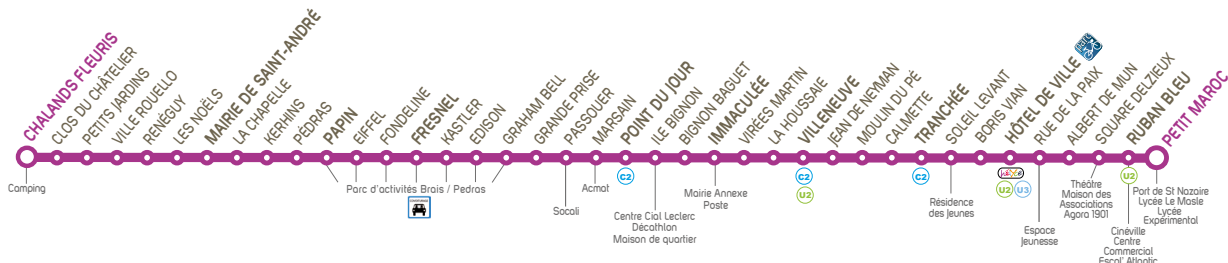 CHALANDS FLEURIS
CLOS DU CHÂTELIER
PETITS JARDINS
VILLE ROUELLO
RENÉGUY
LES NOËLS
MAIRIE DE SAINT-ANDRÉ
LA CHAPELLE
KERHINS
PÉDRAS
PAPIN
EIFFEL
FONDELINE
FRESNEL
KASTLER
EDISON
GRAHAM BELL
GRANDE PRISE
PASSOUER
MARSAIN
POINT DU JOUR
ILE BIGNON
BIGNON BAGUET
IMMACULÉE
VIRÉES MARTIN
LA HOUSSAIE
VILLENEUVE
JEAN DE NEYMAN
MOULIN DU PÉ
CALMETTE
TRANCHÉE
SOLEIL LEVANT
BORIS VIAN
HÔTEL DE VILLE
RUE DE LA PAIX
ALBERT DE MUN
SQUARE DELZIEUX
RUBAN BLEU
PETIT MAROC
Camping
Parc d'activités Brais / Pedras
Socali
Acmat
C2
Centre Cial Leclerc
Décathlon
Maison de quartier
Mairie Annexe
Poste
C2
U2
C2
Résidence
des Jeunes
hélYce
U2 U3
Espace
Jeunesse
Théâtre
Maison des
Associations
Agora 1901
U2
Cinéville
Centre
Commercial
Escal' Atlantic
Port de St Nazaire
Lycée Le Masle
Lycée
Expérimental